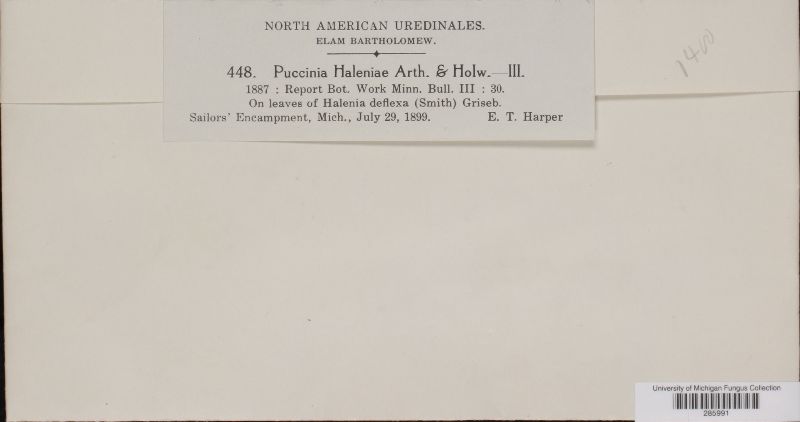 NORTH AMERICAN UREDINALES.
ELAM BARTHOLOMEW.
448. Puccinia Haleniae Arth. & Holw.—III.
1887 : Report Bot. Work Minn. Bull. III : 30.
On leaves of Halenia deflexa (Smith) Griseb.
Sailors' Encampment, Mich., July 29, 1899. E. T. Harper
1400
University of Michigan Fungus Collection
285991